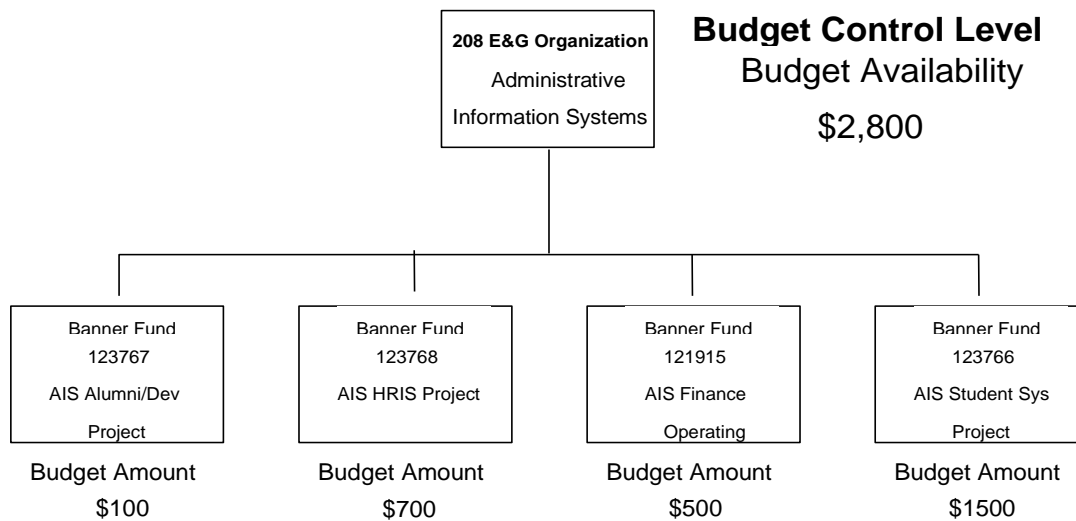 208 E&G Organization
Administrative
Information Systems
Budget Control Level
Budget Availability
$2,800
Banner Fund
123767
AIS Alumni/Dev
Project
Budget Amount
$100
Banner Fund
123768
AIS HRIS Project
Budget Amount
$700
Banner Fund
121915
AIS Finance
Operating
Budget Amount
$500
Banner Fund
123766
AIS Student Sys
Project
Budget Amount
$1500